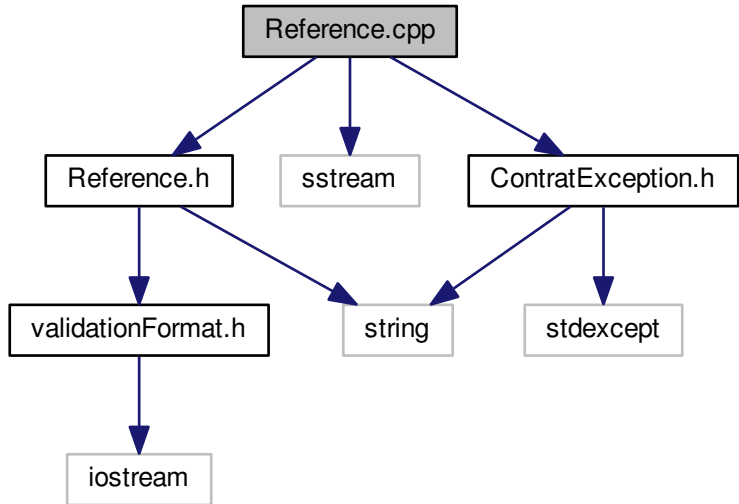 Reference.cpp
Reference.h
sstream
ContratException.h
validationFormat.h
string
stdexcept
iostream